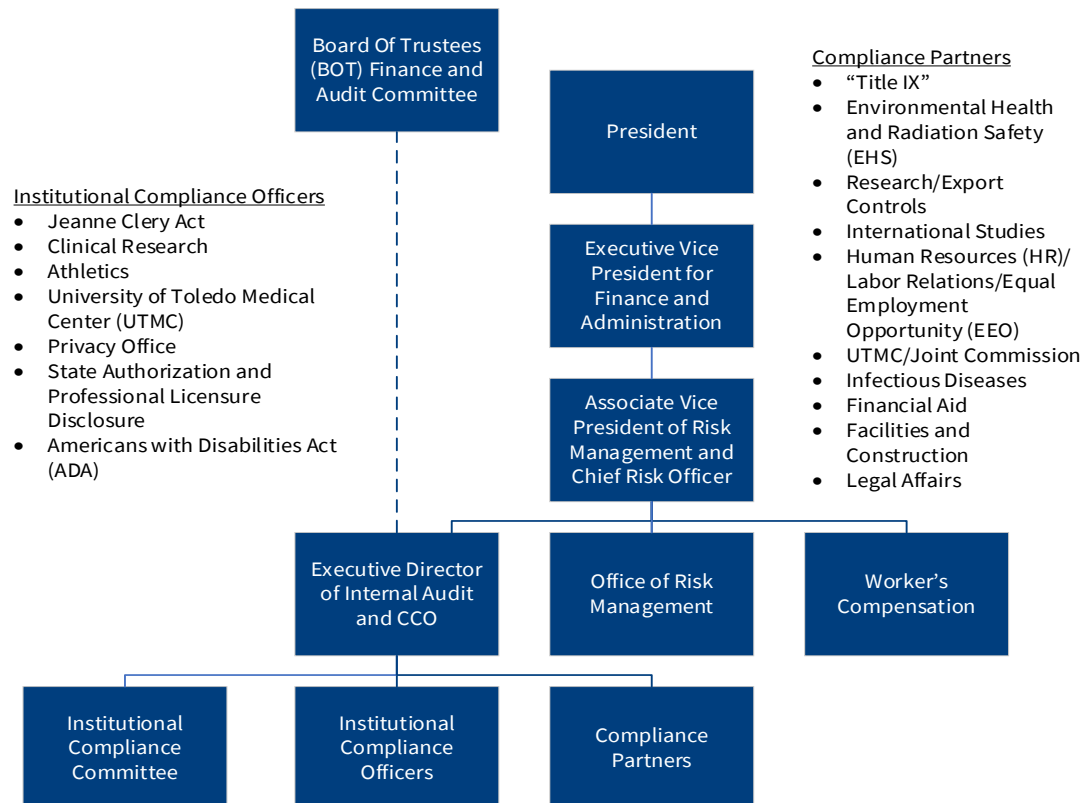 Board Of Trustees
(BOT) Finance and
Audit Committee
President
Executive Vice
President for
Finance and
Administration
Associate Vice
President of Risk
Management and
Chief Risk Officer
Executive Director
of Internal Audit
and CCO
Office of Risk
Management
Worker’s
Compensation
Institutional
Compliance
Committee
Institutional
Compliance
Officers
Compliance
Partners
Institutional Compliance Officers
• Jeanne Clery Act
• Clinical Research
• Athletics
• University of Toledo Medical
Center (UTMC)
• Privacy Office
• State Authorization and
Professional Licensure
Disclosure
• Americans with Disabilities Act
(ADA)
Compliance Partners
• “Title IX”
• Environmental Health
and Radiation Safety
(EHS)
• Research/Export
Controls
• International Studies
• Human Resources (HR)/
Labor Relations/Equal
Employment
Opportunity (EEO)
• UTMC/Joint Commission
• Infectious Diseases
• Financial Aid
• Facilities and
Construction
• Legal Affairs